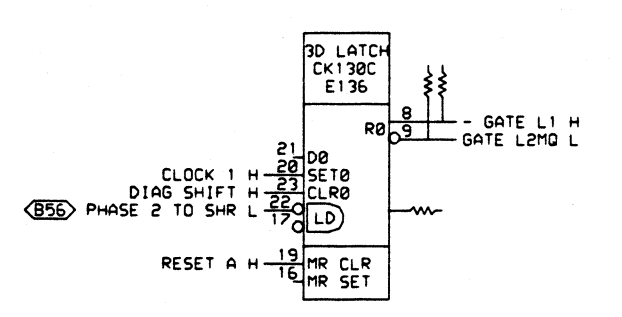 3D LATCH
CK130C
E136
8 - GATE L1 H
R0
9 GATE L2MQ L
21 D0
CLOCK 1 H 20 SET0
DIAG SHIFT H 23 CLR0
B56 PHASE 2 TO SHR L 22
17 LD
RESET A H 19 MR CLR
16 MR SET